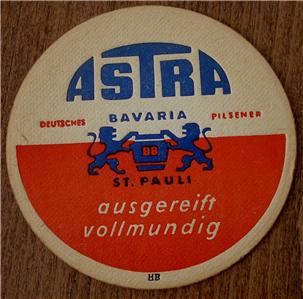 ASTRA
BAVARIA
DEUTSCHES PILSENER
BB
ST. PAULI
ausgereift
vollmundig
HB